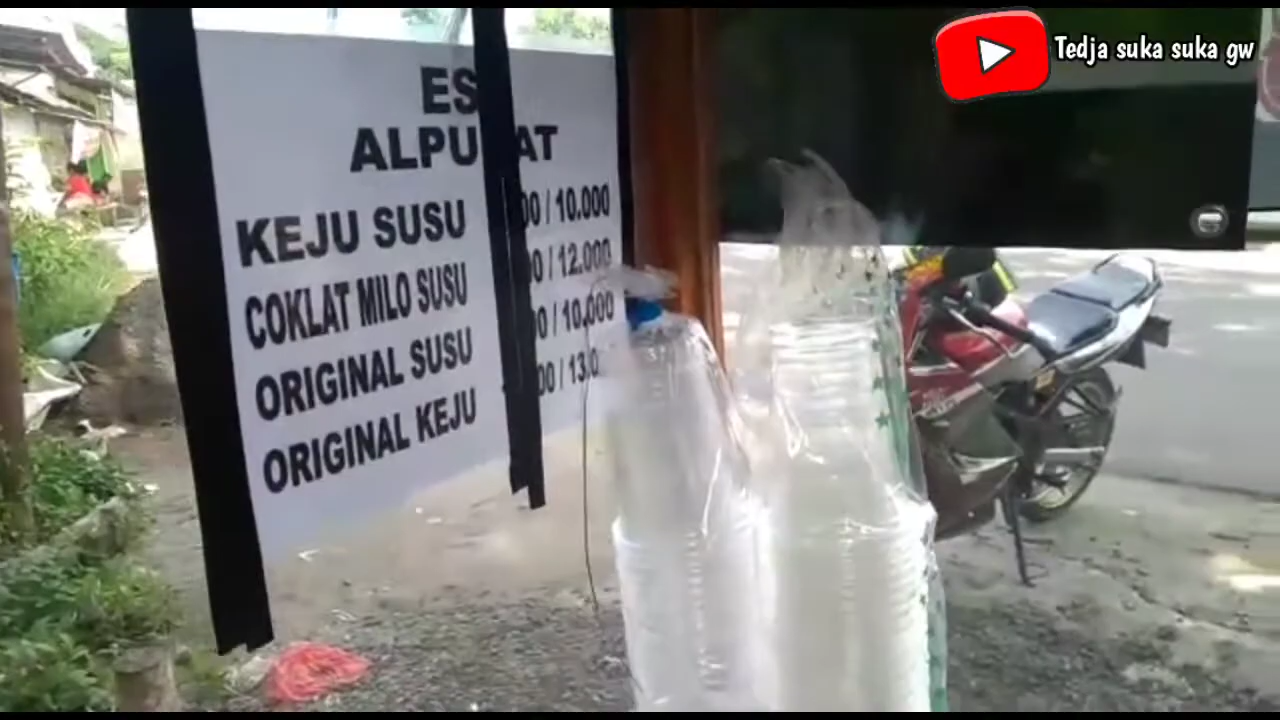 Tedja suka suka gw
ES
ALPU AT
KEJU SUSU 00 / 10.000
COKLAT MILO SUSU 0 / 12.000
ORIGINAL SUSU 00 / 10.000
ORIGINAL KEJU 00 / 13.0